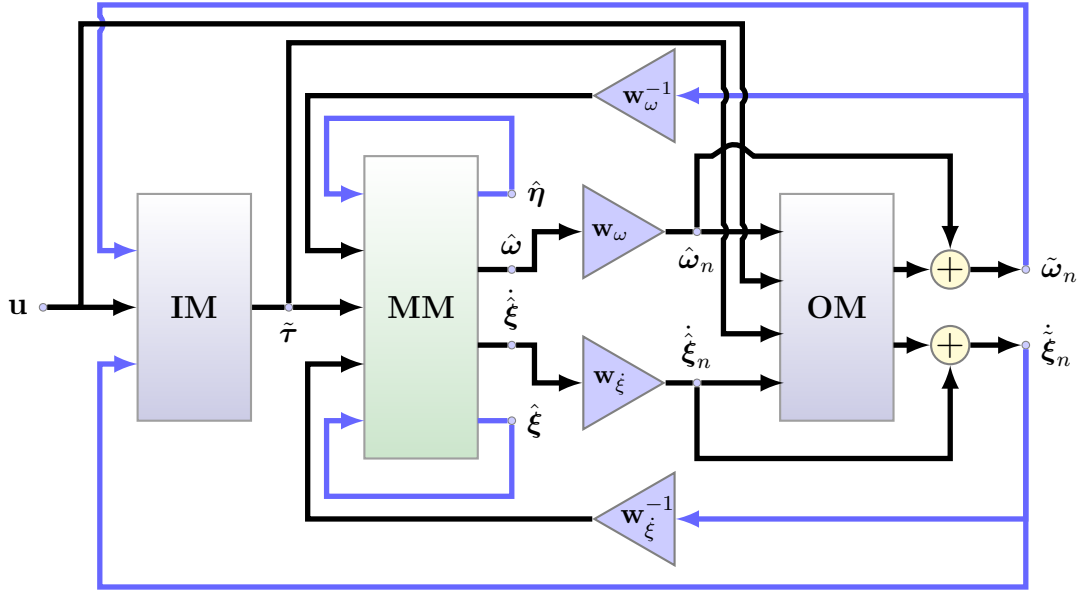 𝐰_ω^{-1}
η̂
𝐰_ω
ω̂
ω̂_n
ω̃_n
+
𝐮
IM
MM
OM
τ̃
ξ̂̇
ξ̂̇_n
+
ξ̃̇_n
𝐰_ξ̇
ξ̂
𝐰_ξ̇^{-1}